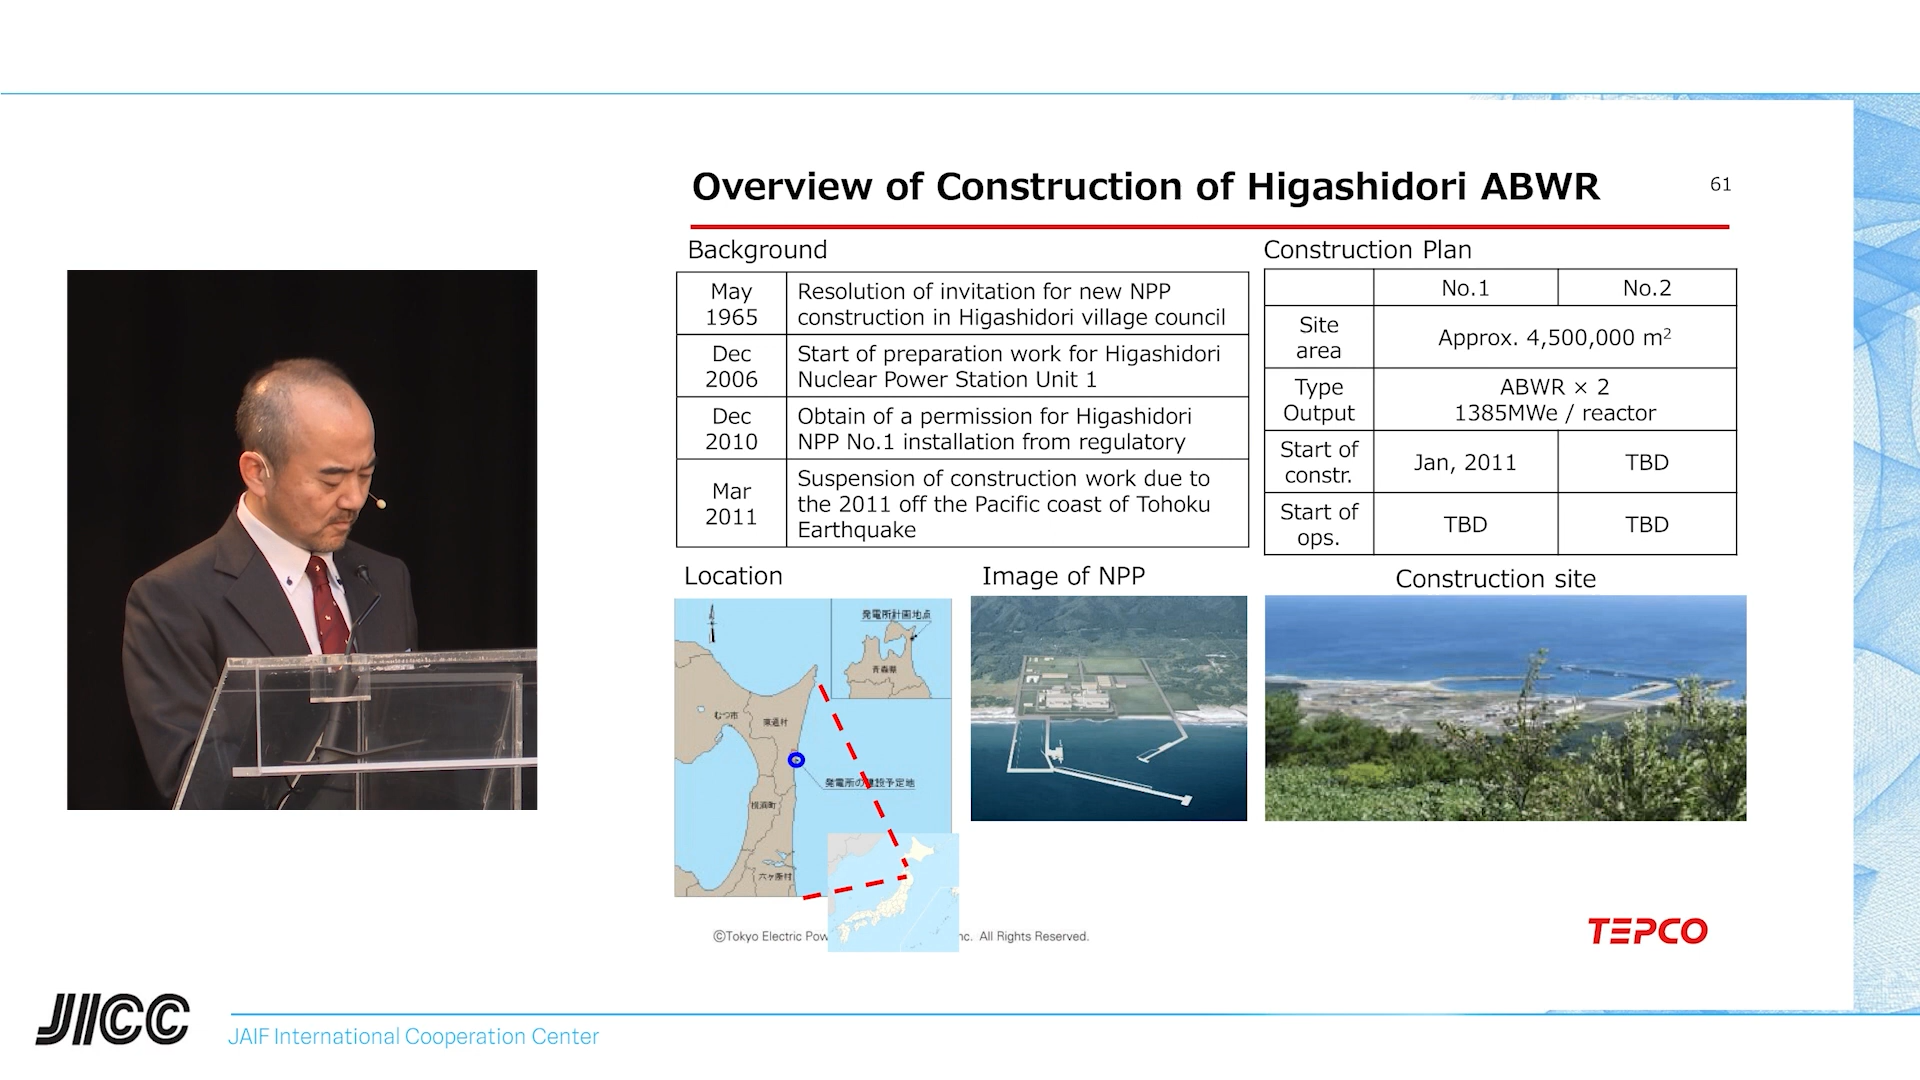 Overview of Construction of Higashidori ABWR
61
Background
May
1965
Resolution of invitation for new NPP
construction in Higashidori village council
Dec
2006
Start of preparation work for Higashidori
Nuclear Power Station Unit 1
Dec
2010
Obtain of a permission for Higashidori
NPP No.1 installation from regulatory
Mar
2011
Suspension of construction work due to
the 2011 off the Pacific coast of Tohoku
Earthquake
Construction Plan
No.1
No.2
Site
area
Approx. 4,500,000 m²
Type
Output
ABWR × 2
1385MWe / reactor
Start of
constr.
Jan, 2011
TBD
Start of
ops.
TBD
TBD
Location
発電所計画地点
青森県
むつ市
東通村
発電所の建設予定地
横浜町
六ヶ所村
Image of NPP
Construction site
©Tokyo Electric Pow
nc. All Rights Reserved.
TEPCO
JICC
JAIF International Cooperation Center